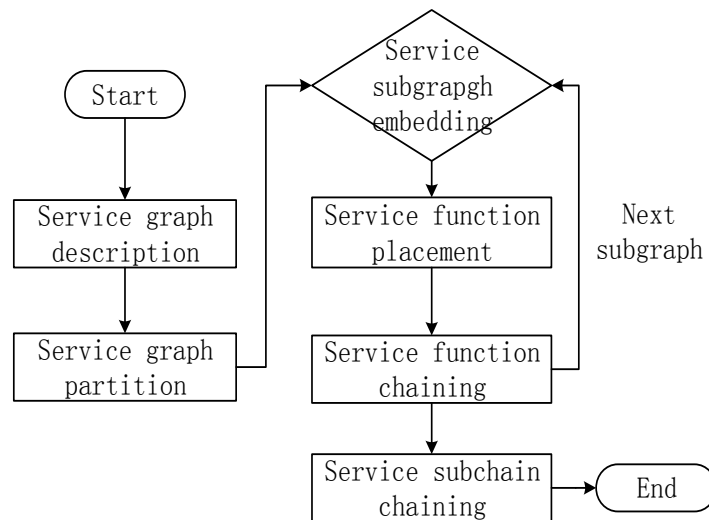 Start
Service graph
description
Service graph
partition
Service
subgrapgh
embedding
Service function
placement
Service function
chaining
Next
subgraph
Service subchain
chaining
End